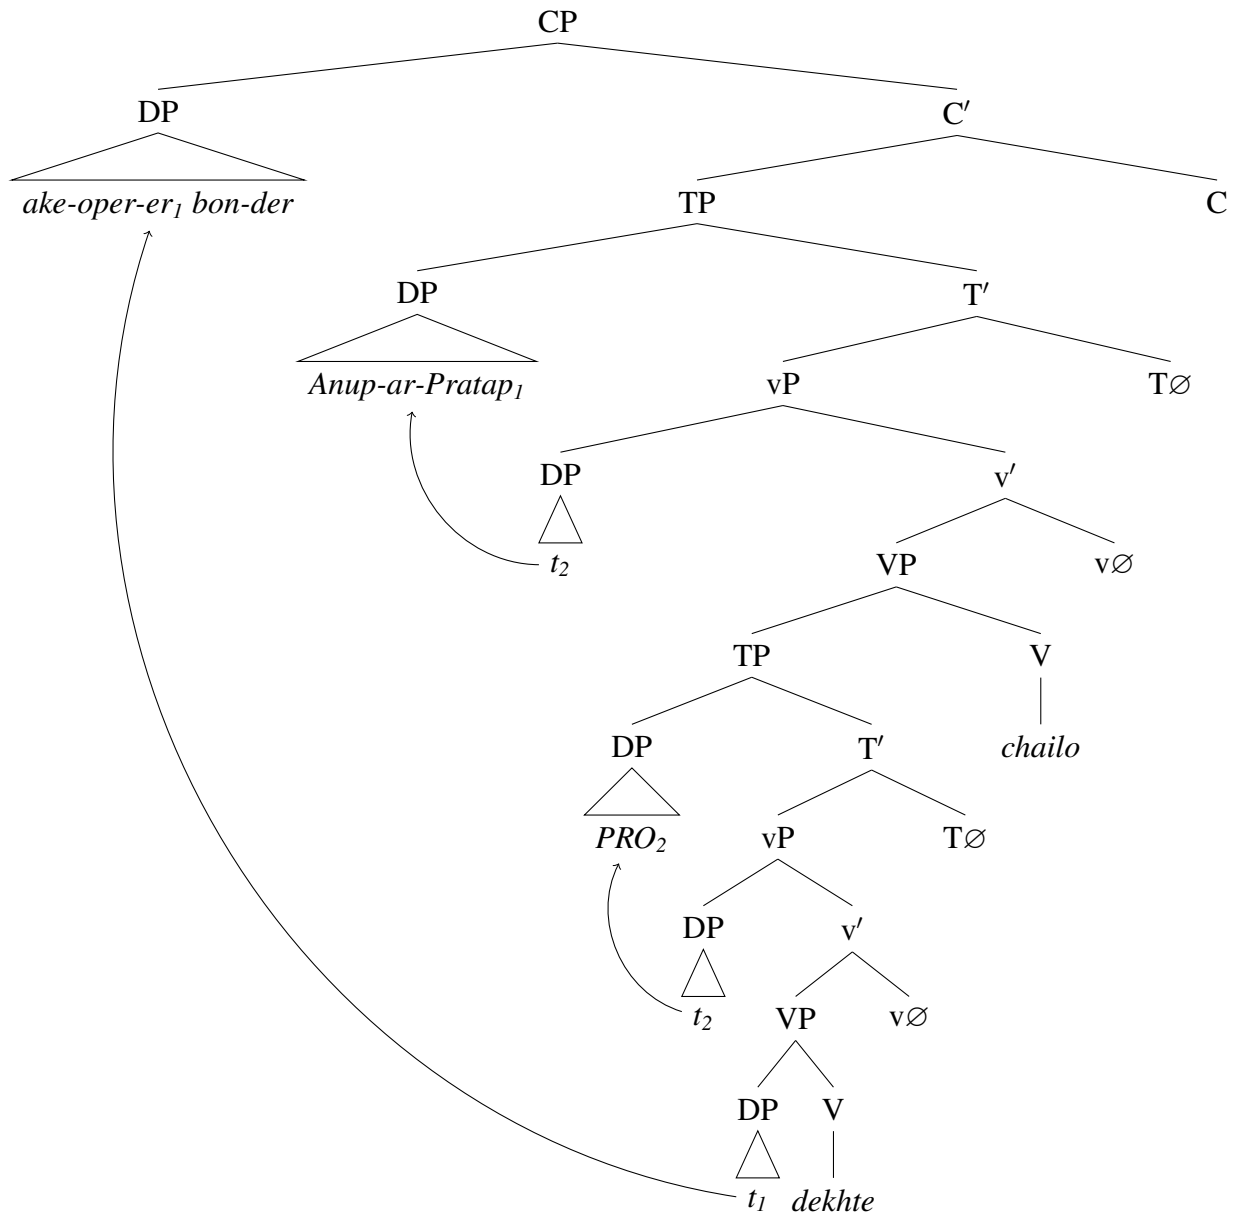 CP
DP C′
ake-oper-er₁ bon-der TP C
DP T′
Anup-ar-Pratap₁ vP T∅
DP v′
t₂ VP v∅
TP V
DP T′ chailo
PRO₂ vP T∅
DP v′
t₂ VP v∅
DP V
t₁ dekhte